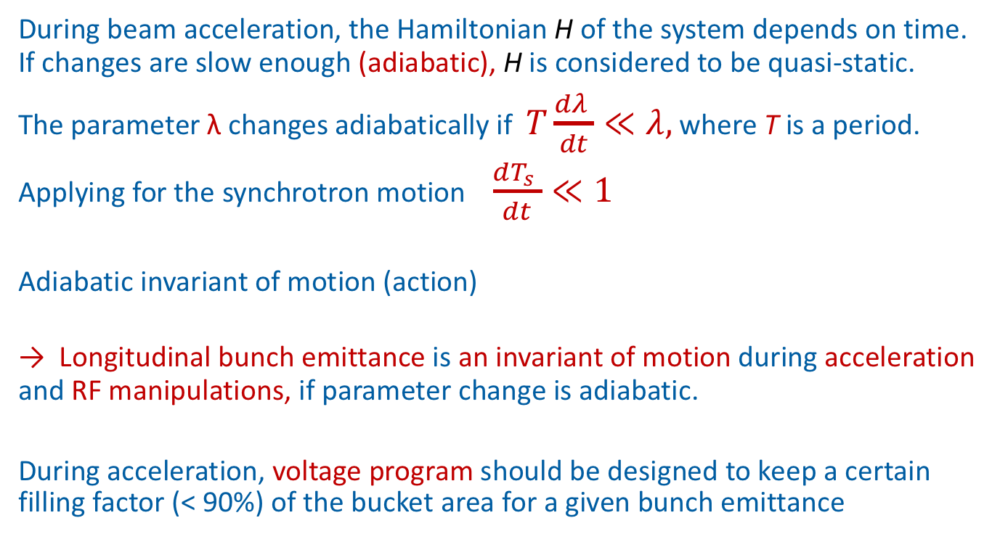 During beam acceleration, the Hamiltonian H of the system depends on time.
If changes are slow enough (adiabatic), H is considered to be quasi-static.
The parameter λ changes adiabatically if T dλ/dt ≪ λ, where T is a period.
Applying for the synchrotron motion dTₛ/dt ≪ 1
Adiabatic invariant of motion (action)
→ Longitudinal bunch emittance is an invariant of motion during acceleration
and RF manipulations, if parameter change is adiabatic.
During acceleration, voltage program should be designed to keep a certain
filling factor (< 90%) of the bucket area for a given bunch emittance